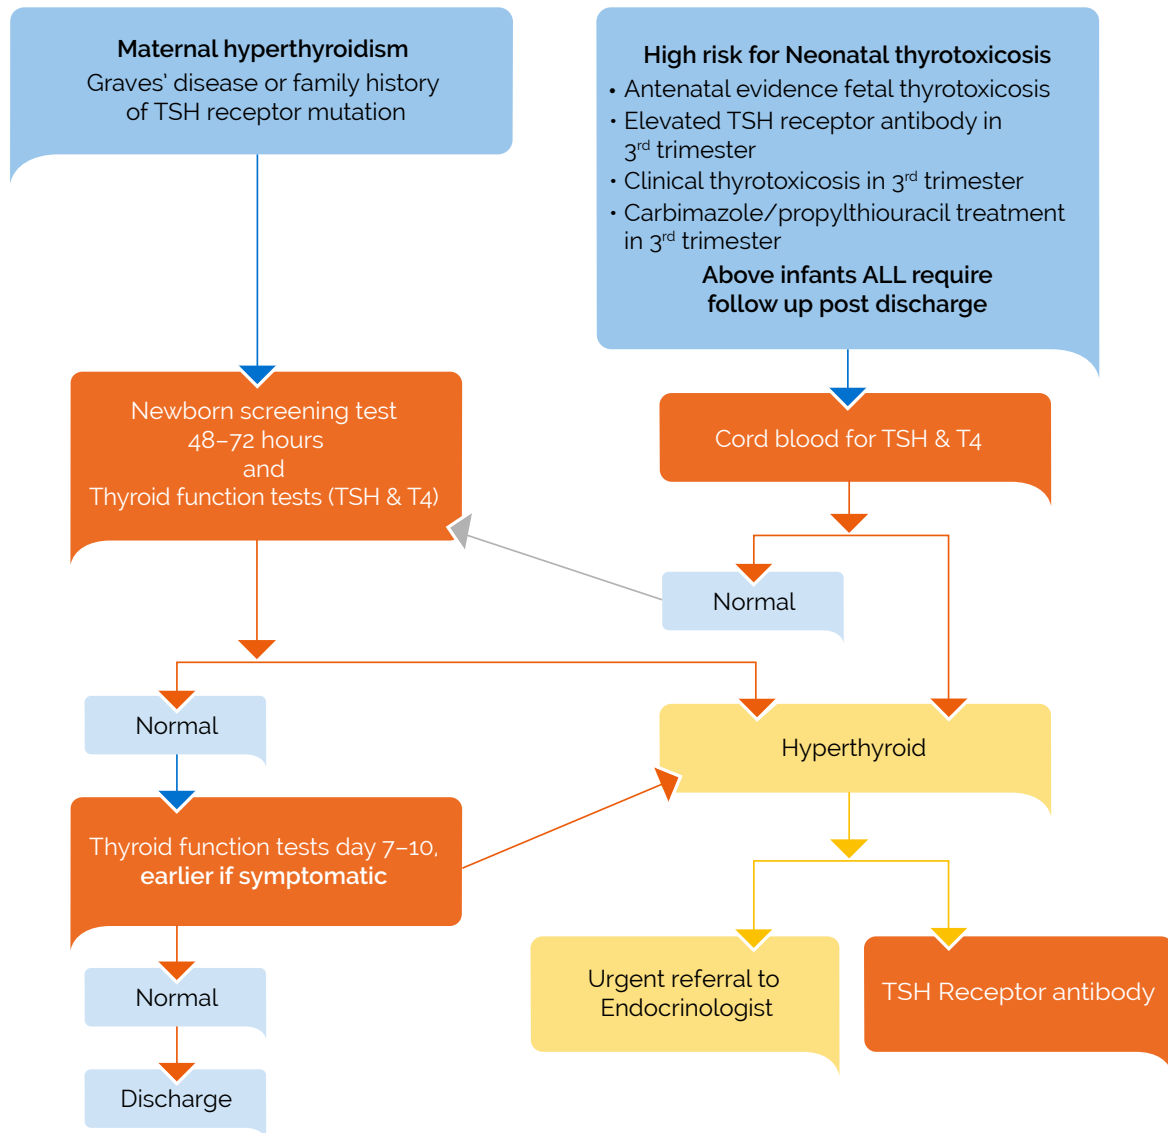 Maternal hyperthyroidism
Graves’ disease or family history
of TSH receptor mutation
High risk for Neonatal thyrotoxicosis
• Antenatal evidence fetal thyrotoxicosis
• Elevated TSH receptor antibody in
3rd trimester
• Clinical thyrotoxicosis in 3rd trimester
• Carbimazole/propylthiouracil treatment
in 3rd trimester
Above infants ALL require
follow up post discharge
Newborn screening test
48–72 hours
and
Thyroid function tests (TSH & T4)
Cord blood for TSH & T4
Normal
Normal
Hyperthyroid
Thyroid function tests day 7–10,
earlier if symptomatic
Urgent referral to
Endocrinologist
TSH Receptor antibody
Normal
Discharge